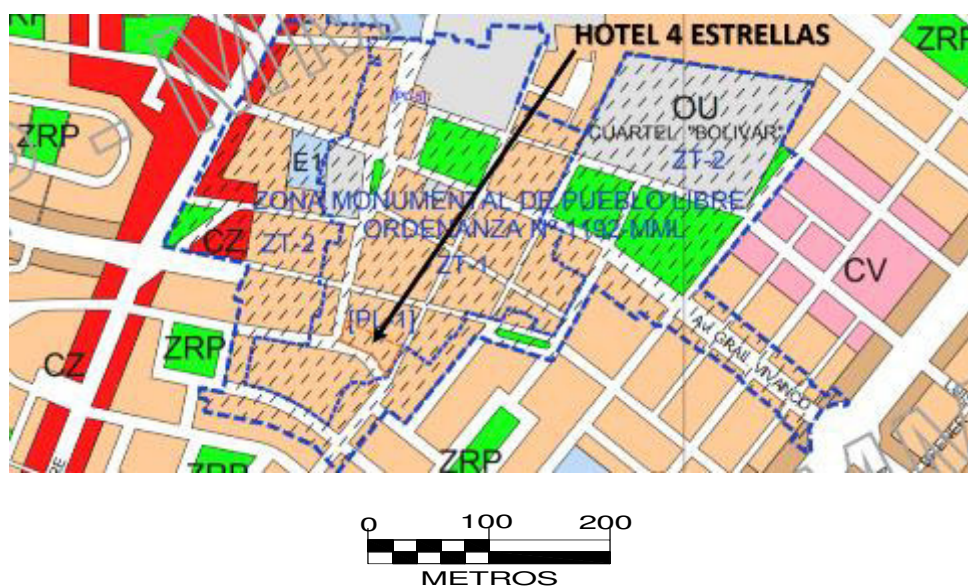 HOTEL 4 ESTRELLAS
ZRP
ZRP
OU
CUARTEL "BOLIVAR"
ZT-2
E1
ZONA MONUMENTAL DE PUEBLO LIBRE
ORDENANZA Nº 1192-MML
CZ
ZT-2
ZT-1
CV
[PL-1]
AV. GRAL VIVANCO
ZRP
CZ
ZRP
ZRP
0 100 200
METROS